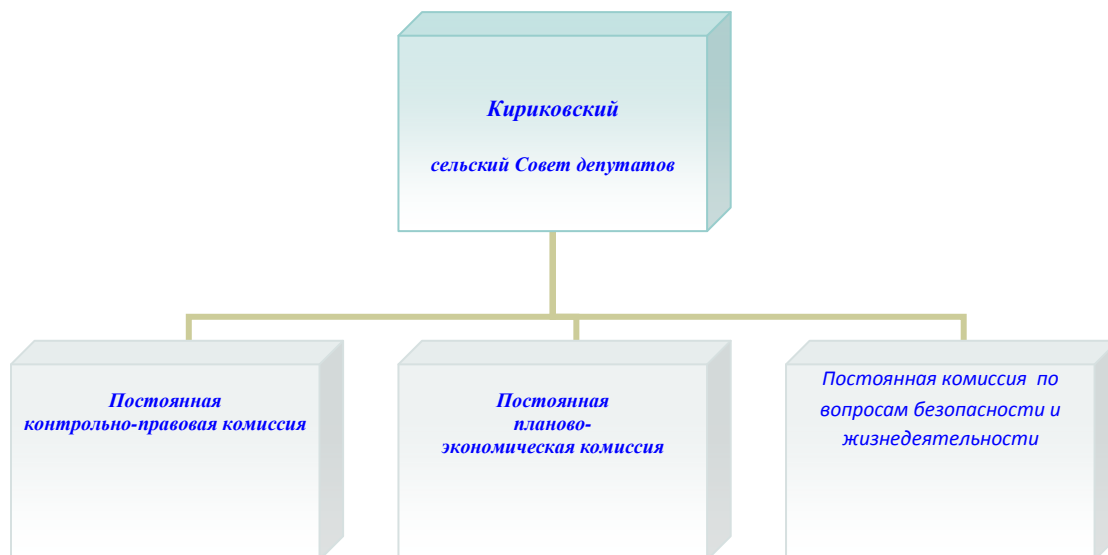 Кириковский
сельский Совет депутатов
Постоянная
контрольно-правовая комиссия
Постоянная
планово-
экономическая комиссия
Постоянная комиссия по
вопросам безопасности и
жизнедеятельности